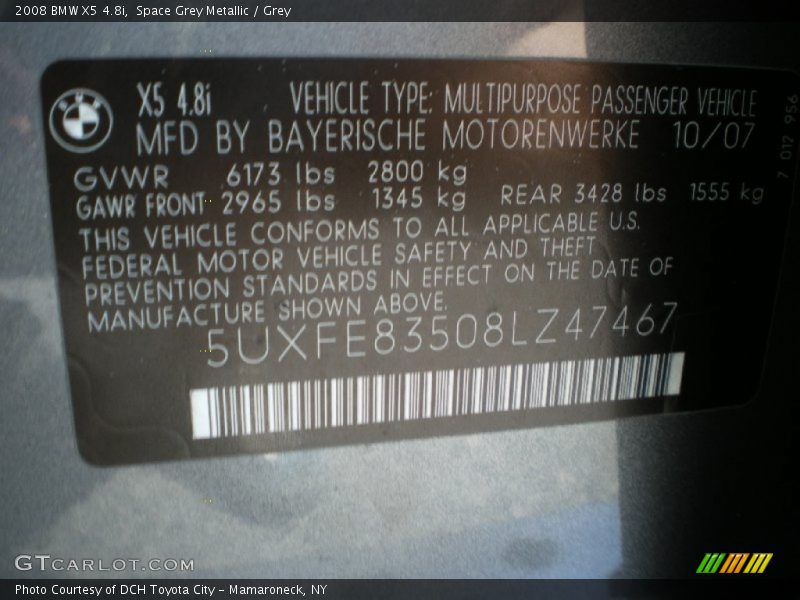 2008 BMW X5 4.8i, Space Grey Metallic / Grey
BMW
X5 4.8i VEHICLE TYPE: MULTIPURPOSE PASSENGER VEHICLE
MFD BY BAYERISCHE MOTORENWERKE 10/07
GVWR 6173 lbs 2800 kg
GAWR FRONT 2965 lbs 1345 kg REAR 3428 lbs 1555 kg
THIS VEHICLE CONFORMS TO ALL APPLICABLE U.S.
FEDERAL MOTOR VEHICLE SAFETY AND THEFT
PREVENTION STANDARDS IN EFFECT ON THE DATE OF
MANUFACTURE SHOWN ABOVE.
5UXFE83508LZ47467
7 012 956
GTCARLOT.COM
Photo Courtesy of DCH Toyota City - Mamaroneck, NY